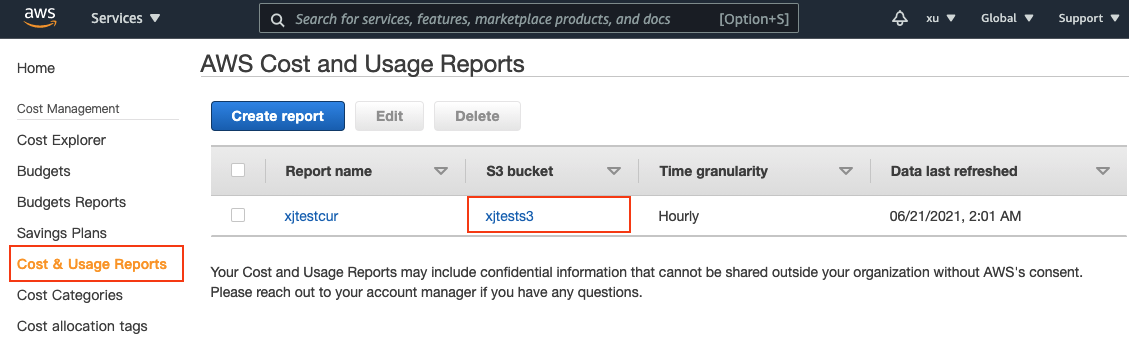 aws Services Search for services, features, marketplace products, and docs [Option+S] xu Global Support
Home
Cost Management
Cost Explorer
Budgets
Budgets Reports
Savings Plans
Cost & Usage Reports
Cost Categories
Cost allocation tags
AWS Cost and Usage Reports
Create report Edit Delete
Report name S3 bucket Time granularity Data last refreshed
xjtestcur xjtests3 Hourly 06/21/2021, 2:01 AM
Your Cost and Usage Reports may include confidential information that cannot be shared outside your organization without AWS's consent.
Please reach out to your account manager if you have any questions.